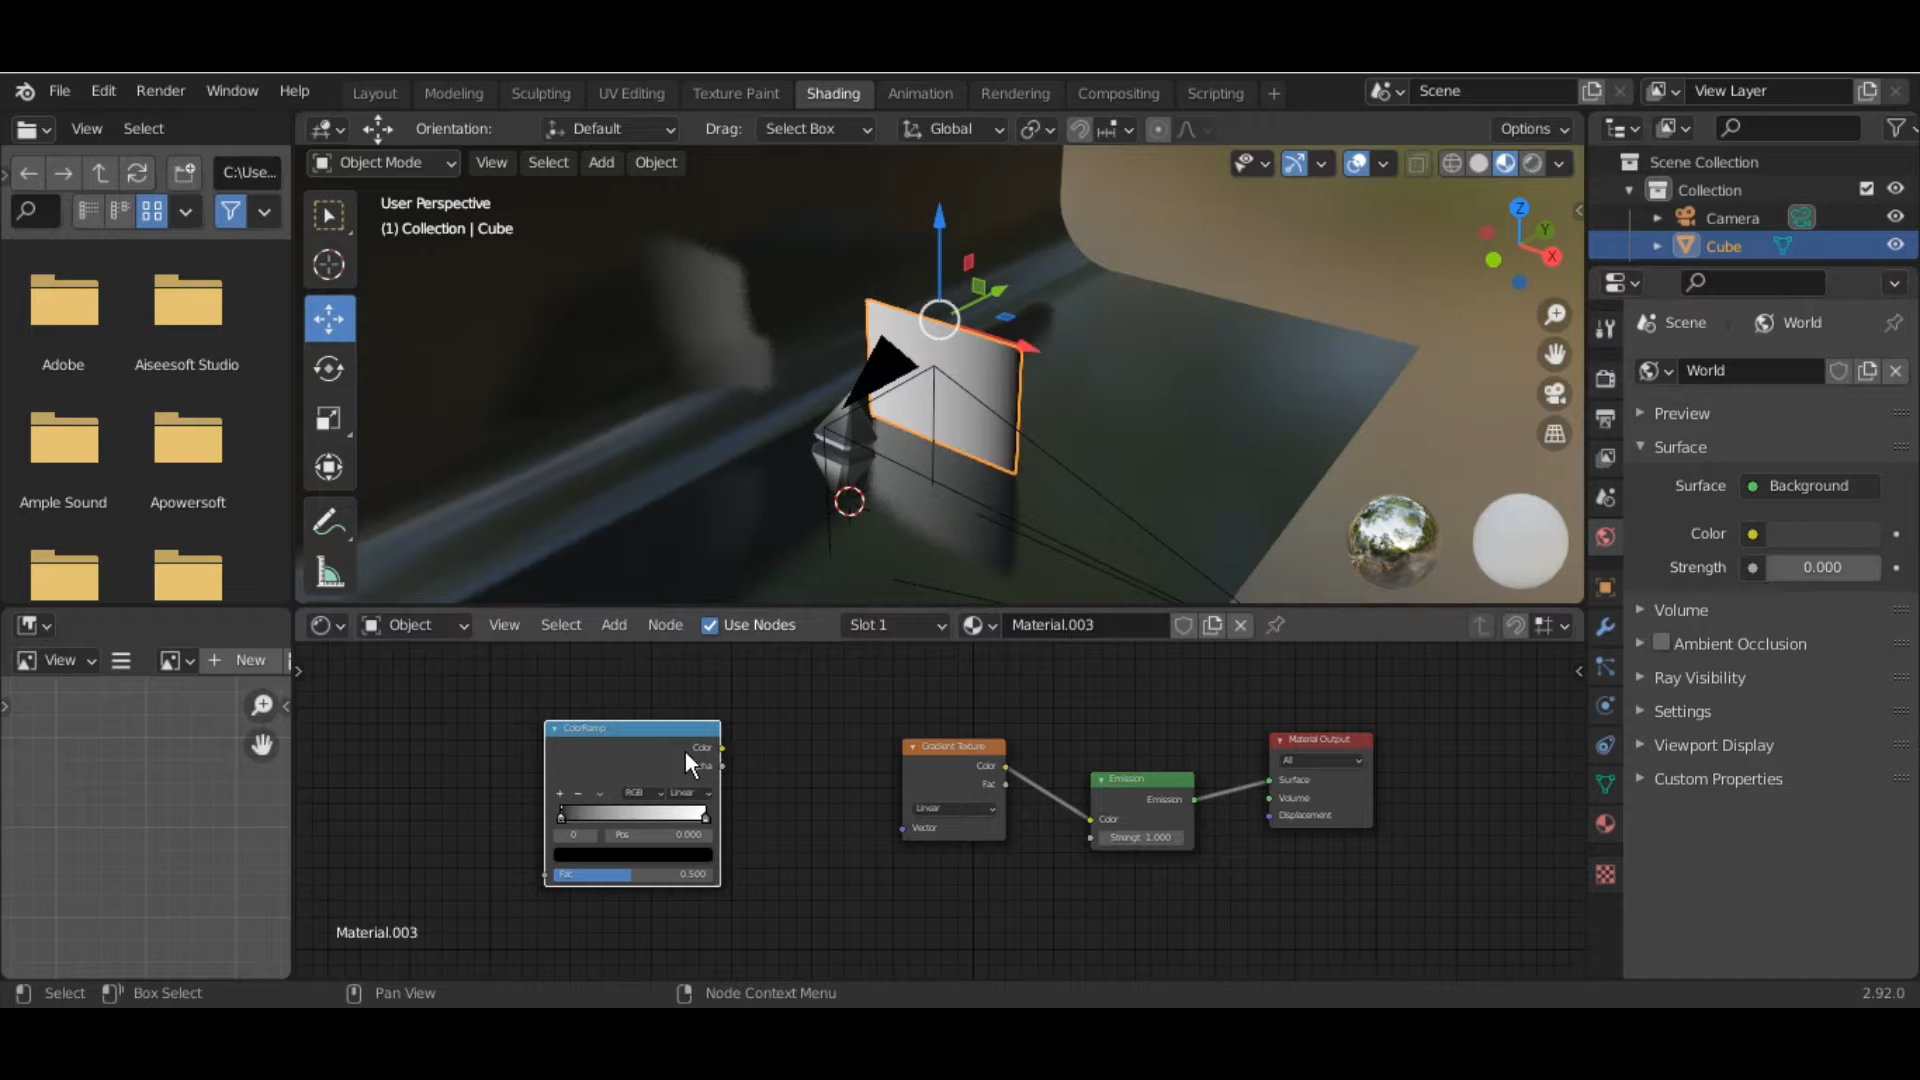 File Edit Render Window Help Layout Modeling Sculpting UV Editing Texture Paint Shading Animation Rendering Compositing Scripting + Scene View Layer
View Select Orientation: Default Drag: Select Box Global Options
Object Mode View Select Add Object
C:\Use...
User Perspective
(1) Collection | Cube
Z
Y
X
Adobe
Aiseesoft Studio
Ample Sound
Apowersoft
Scene Collection
Collection
Camera
Cube
Scene World
World
Preview
Surface
Surface Background
Color
Strength 0.000
Volume
Ambient Occlusion
Ray Visibility
Settings
Viewport Display
Custom Properties
Object View Select Add Node Use Nodes Slot 1 Material.003
View + New
ColorRamp
Color
+ − RGB Linear
0 Pos 0.000
Fac 0.500
Gradient Texture
Color
Fac
Linear
Vector
Emission
Emission
Color
Strengt 1.000
Material Output
All
Surface
Volume
Displacement
Material.003
Select Box Select Pan View Node Context Menu 2.92.0